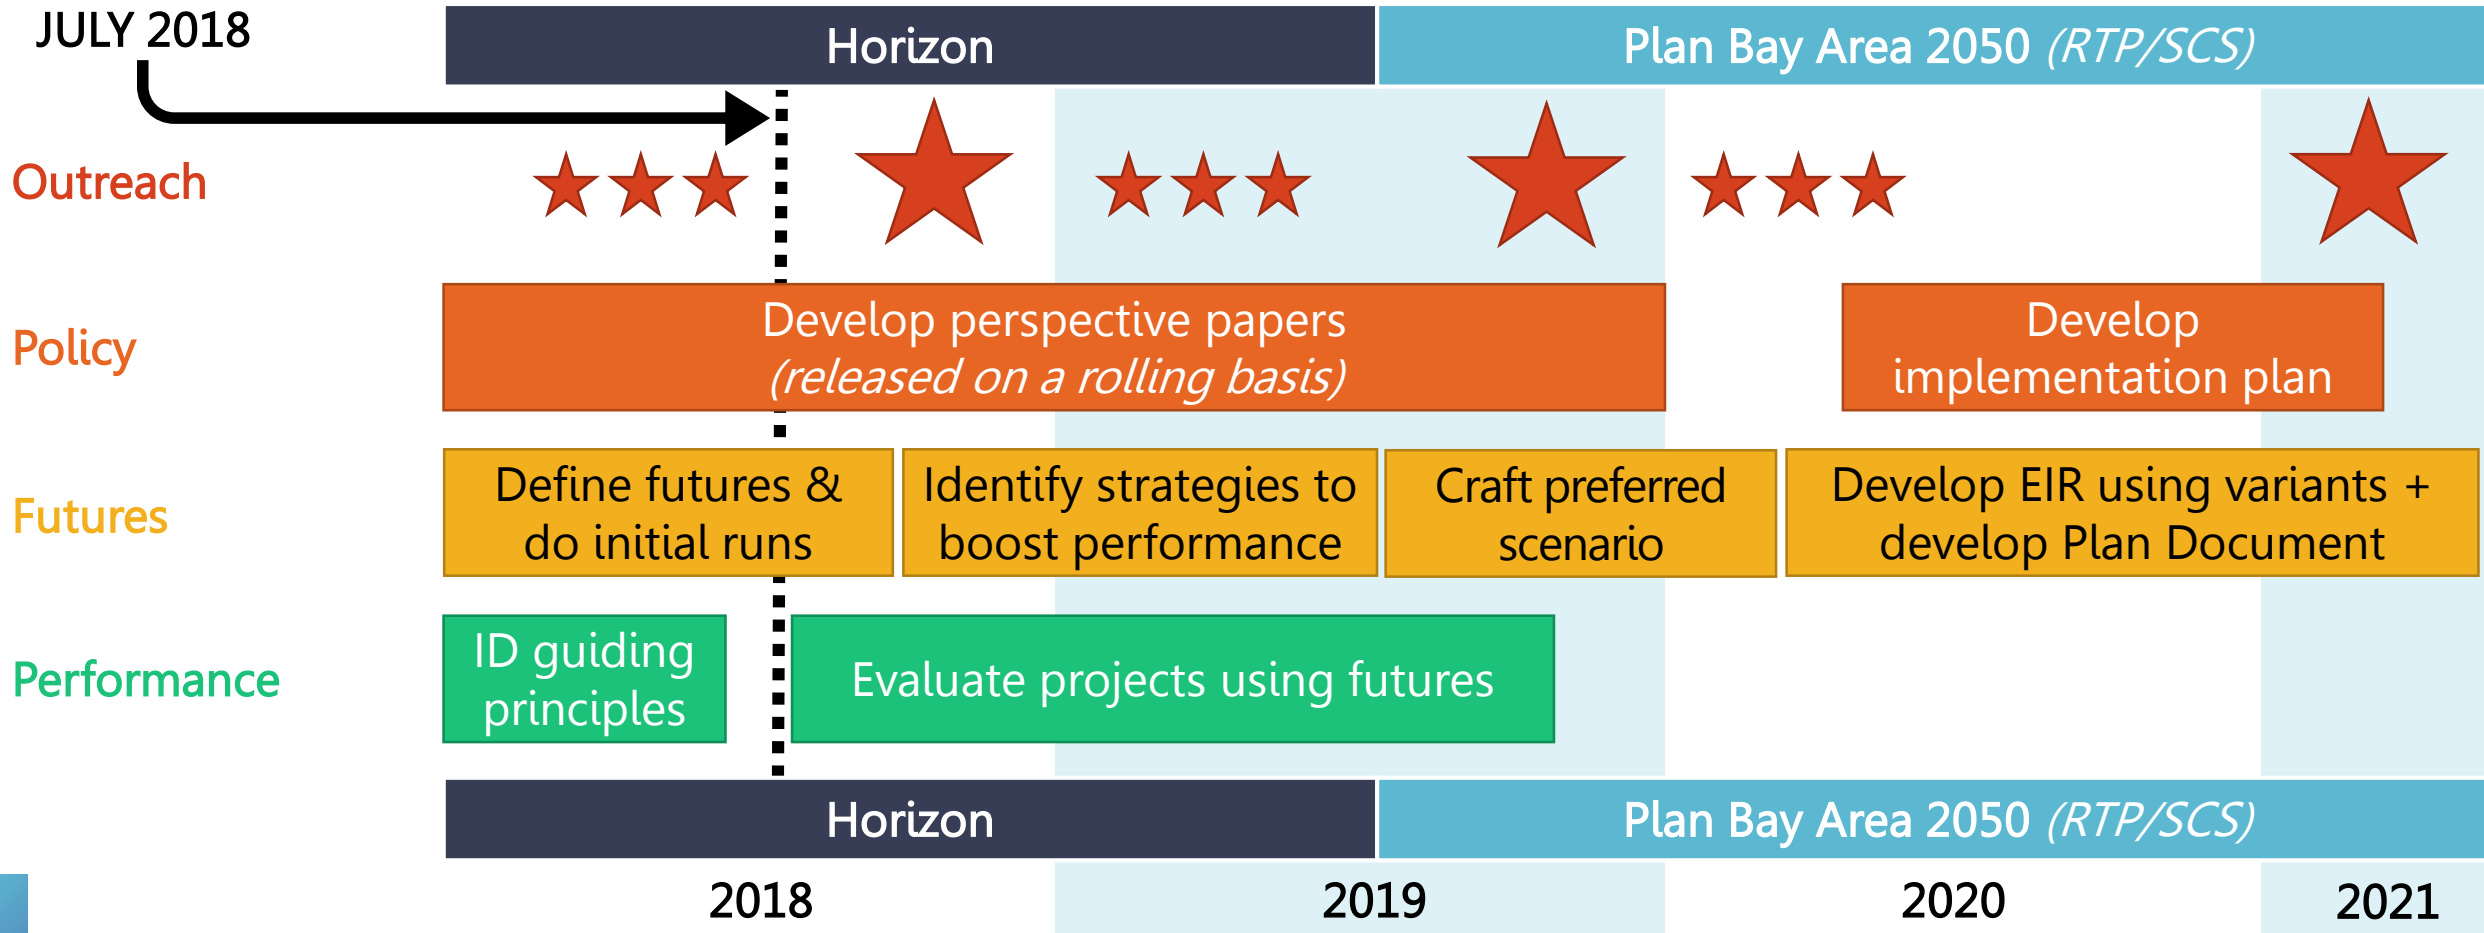 JULY 2018
Horizon
Plan Bay Area 2050 (RTP/SCS)
Outreach
Policy
Develop perspective papers
(released on a rolling basis)
Develop
implementation plan
Futures
Define futures &
do initial runs
Identify strategies to
boost performance
Craft preferred
scenario
Develop EIR using variants +
develop Plan Document
Performance
ID guiding
principles
Evaluate projects using futures
Horizon
Plan Bay Area 2050 (RTP/SCS)
2018
2019
2020
2021